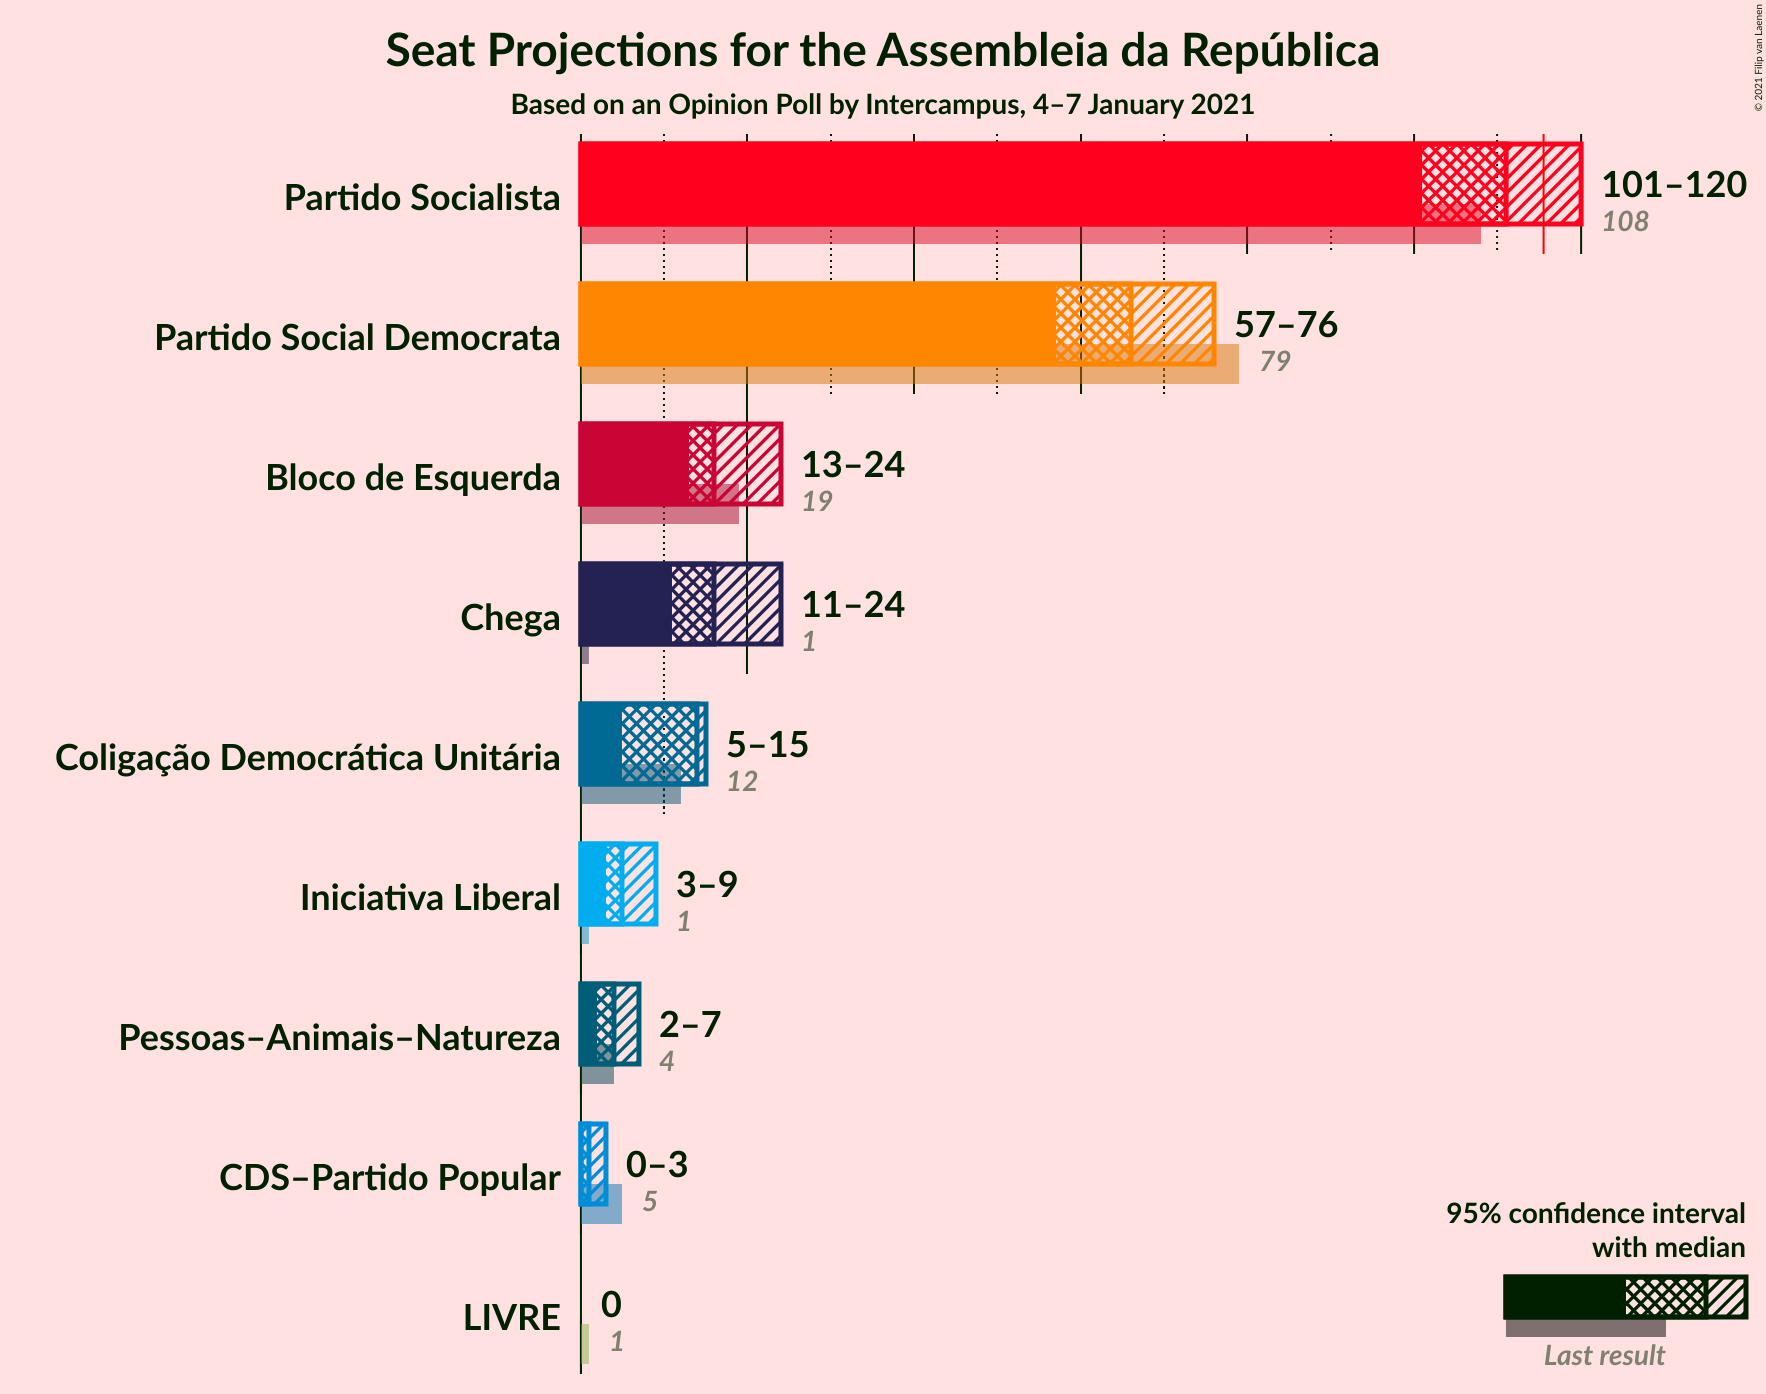 Seat Projections for the Assembleia da República
Based on an Opinion Poll by Intercampus, 4–7 January 2021
© 2021 Filip van Laenen
Partido Socialista
101–120
108
Partido Social Democrata
57–76
79
Bloco de Esquerda
13–24
19
Chega
11–24
1
Coligação Democrática Unitária
5–15
12
Iniciativa Liberal
3–9
1
Pessoas–Animais–Natureza
2–7
4
CDS–Partido Popular
0–3
5
LIVRE
0
1
95% confidence interval
with median
Last result